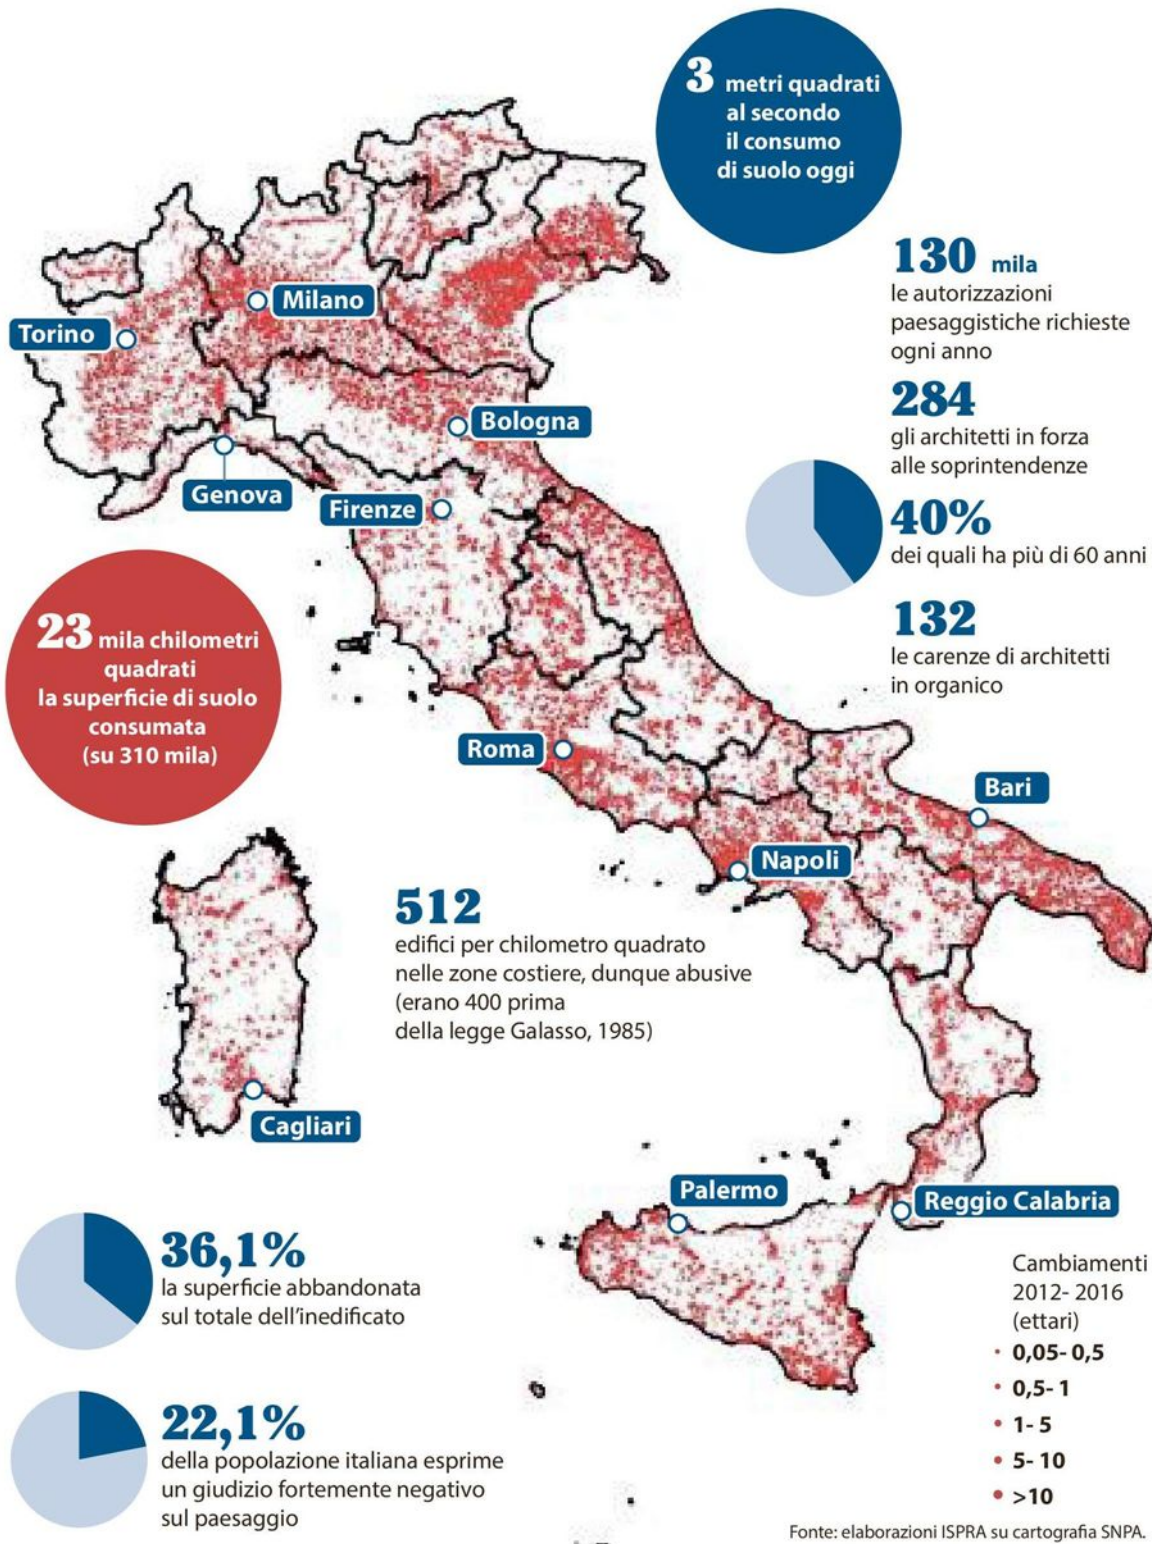 3 metri quadrati
al secondo
il consumo
di suolo oggi
130 mila
le autorizzazioni
paesaggistiche richieste
ogni anno
284
gli architetti in forza
alle soprintendenze
40%
dei quali ha più di 60 anni
132
le carenze di architetti
in organico
Milano
Torino
Bologna
Genova
Firenze
23 mila chilometri
quadrati
la superficie di suolo
consumata
(su 310 mila)
Roma
Bari
Napoli
512
edifici per chilometro quadrato
nelle zone costiere, dunque abusive
(erano 400 prima
della legge Galasso, 1985)
Cagliari
Palermo
Reggio Calabria
36,1%
la superficie abbandonata
sul totale dell'inedificato
22,1%
della popolazione italiana esprime
un giudizio fortemente negativo
sul paesaggio
Cambiamenti
2012- 2016
(ettari)
0,05- 0,5
0,5- 1
1- 5
5- 10
>10
Fonte: elaborazioni ISPRA su cartografia SNPA.